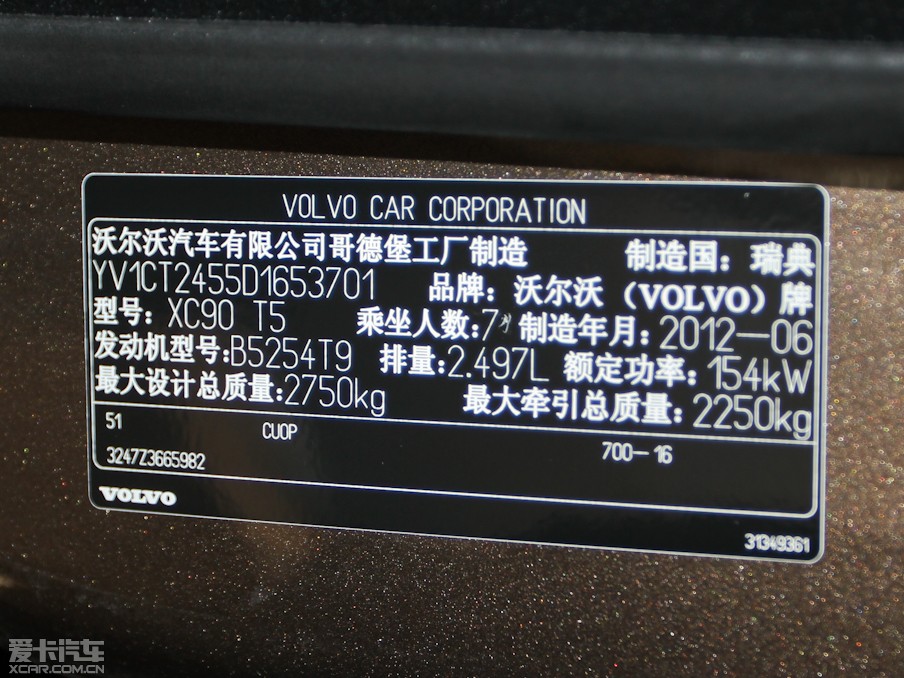 VOLVO CAR CORPORATION
沃尔沃汽车有限公司哥德堡工厂制造 制造国：瑞典
YV1CT2455D1653701 品牌：沃尔沃（VOLVO）牌
型号：XC90 T5 乘坐人数：7 制造年月：2012-06
发动机型号：B5254T9 排量：2.497L 额定功率：154kW
最大设计总质量：2750kg 最大牵引总质量：2250kg
51 CUOP 700-16
3247Z3665982
VOLVO
31349361
爱卡汽车
XCAR.COM.CN